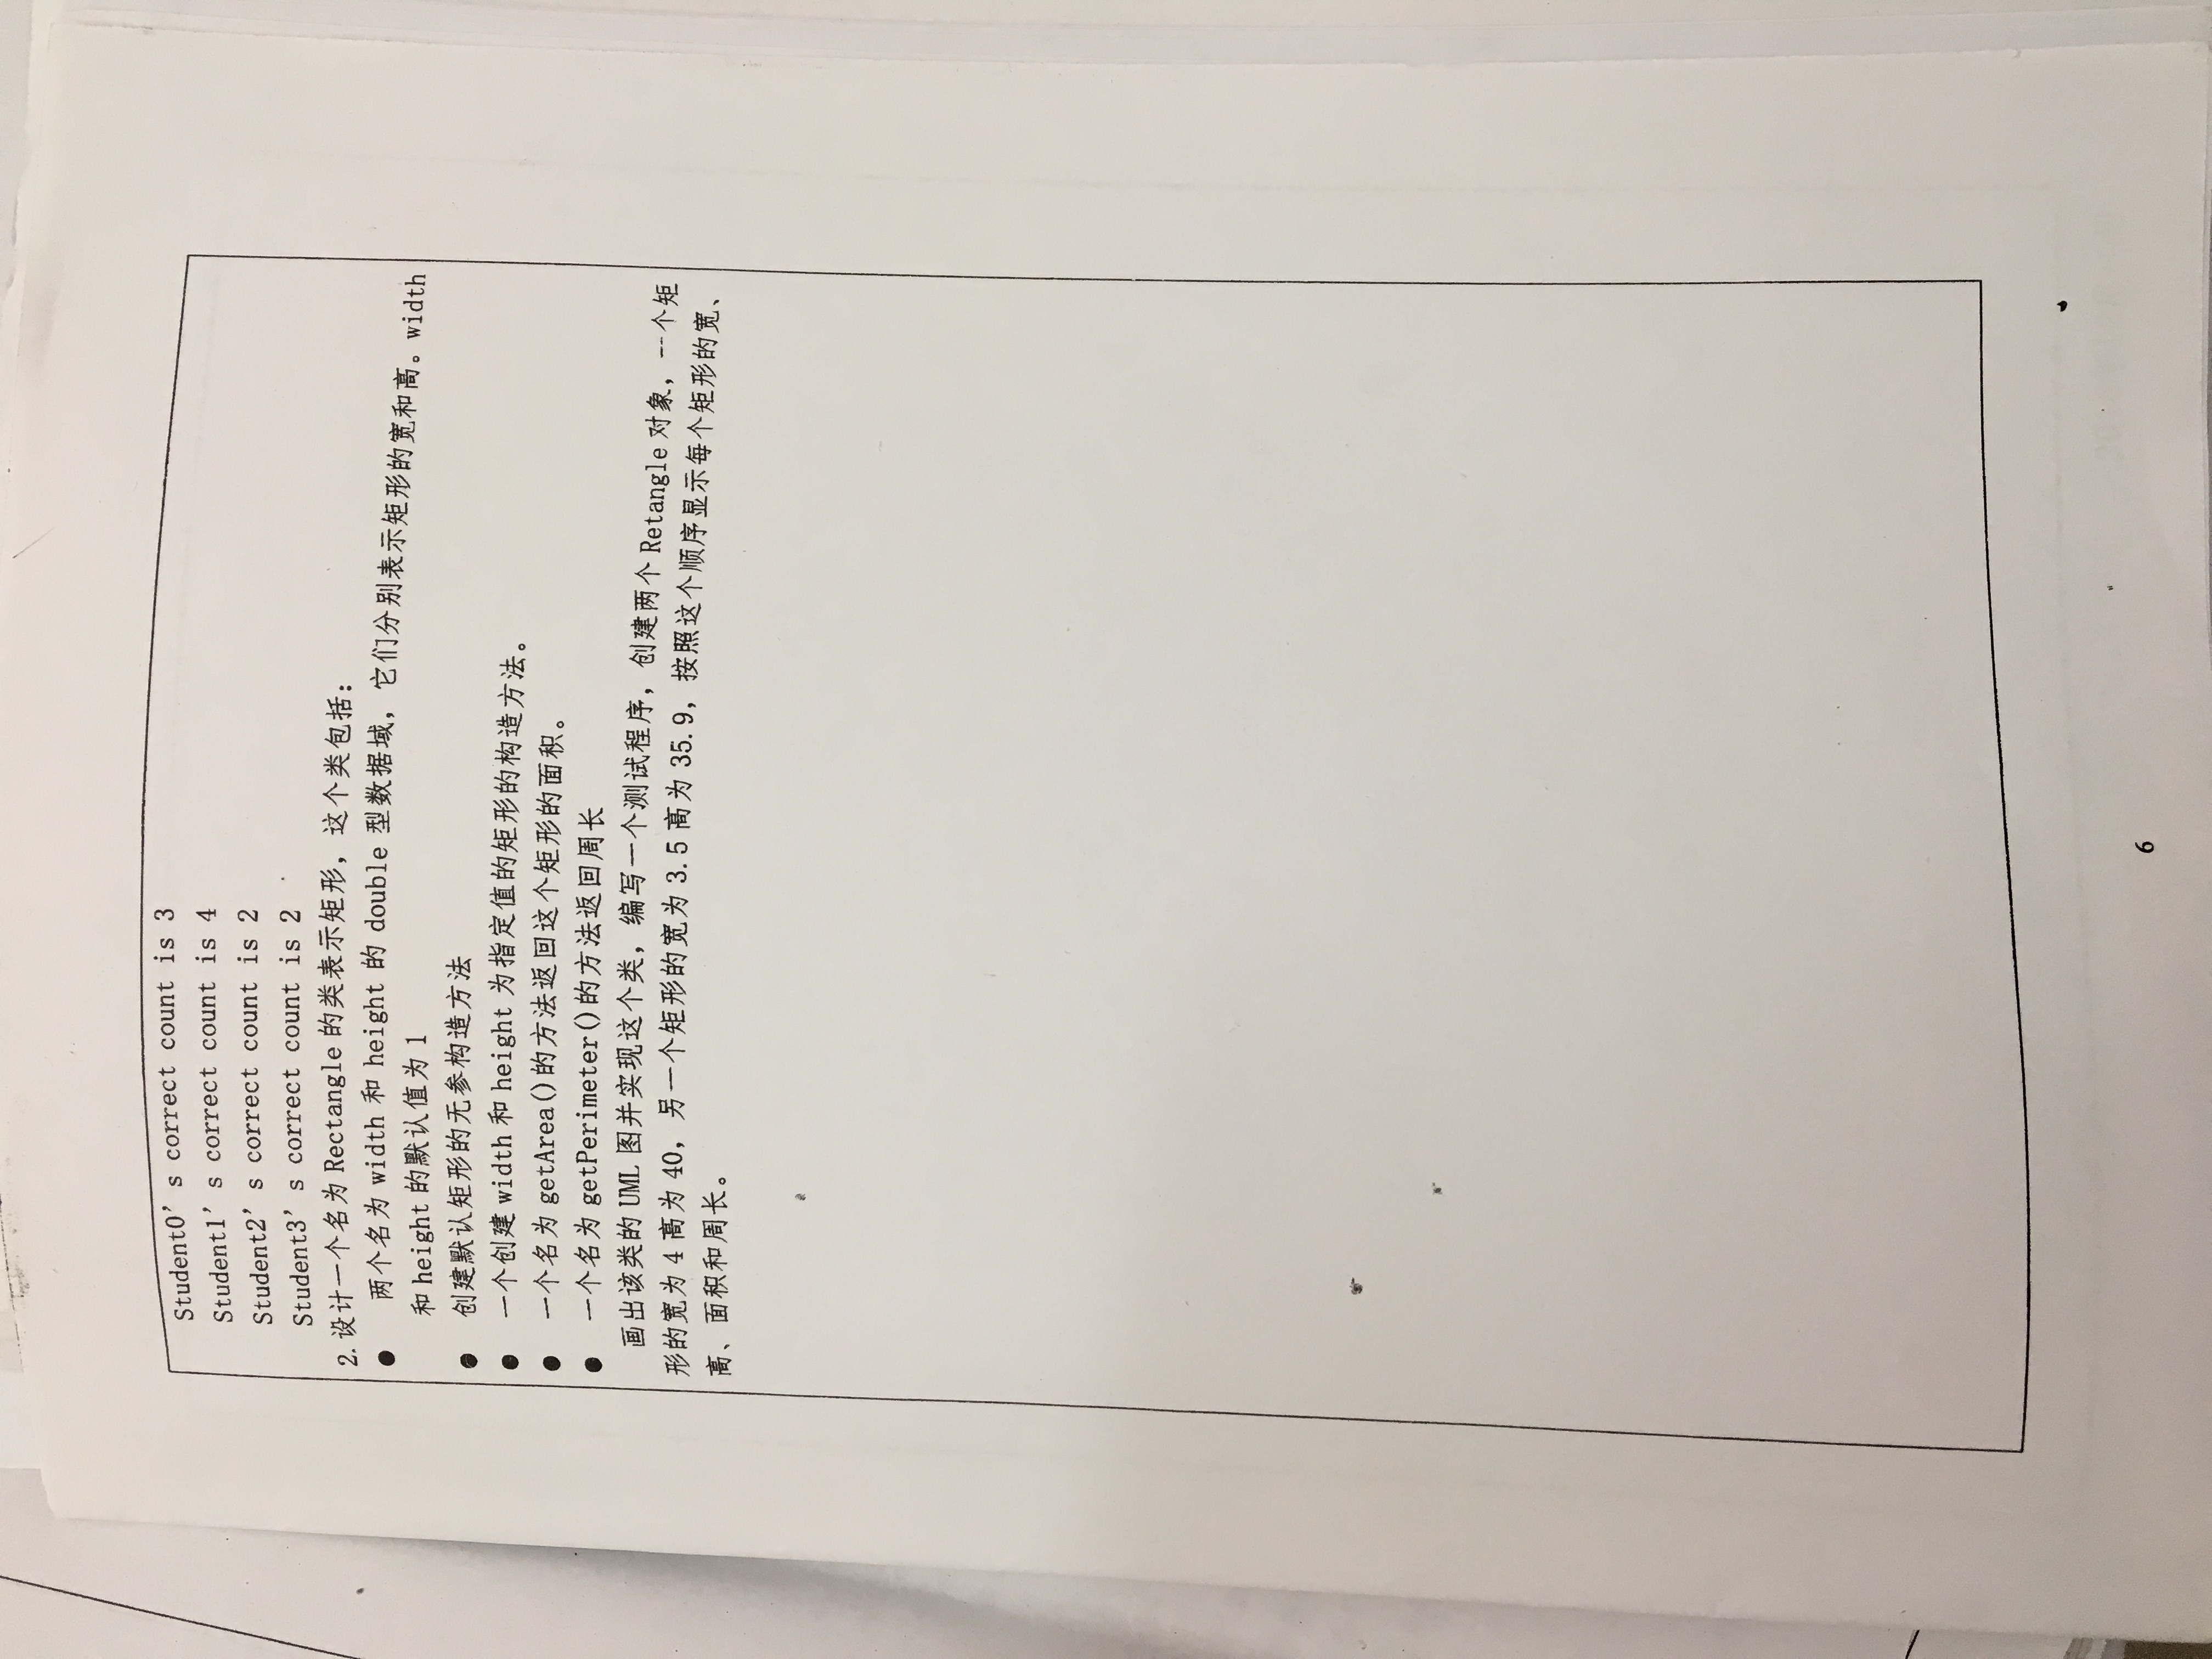 Student0’s correct count is 3
Student1’s correct count is 4
Student2’s correct count is 2
Student3’s correct count is 2
2.设计一个名为 Rectangle 的类表示矩形，这个类包括：
● 两个名为 width 和 height 的 double 型数据域，它们分别表示矩形的宽和高。width
和 height 的默认值为 1
● 创建默认矩形的无参构造方法
● 一个创建 width 和 height 为指定值的矩形的构造方法。
● 一个名为 getArea()的方法返回这个矩形的面积。
● 一个名为 getPerimeter()的方法返回周长
画出该类的 UML 图并实现这个类，编写一个测试程序，创建两个 Retangle 对象，一个矩
形的宽为 4 高为 40，另一个矩形的宽为 3.5 高为 35.9，按照这个顺序显示每个矩形的宽、
高、面积和周长。
6